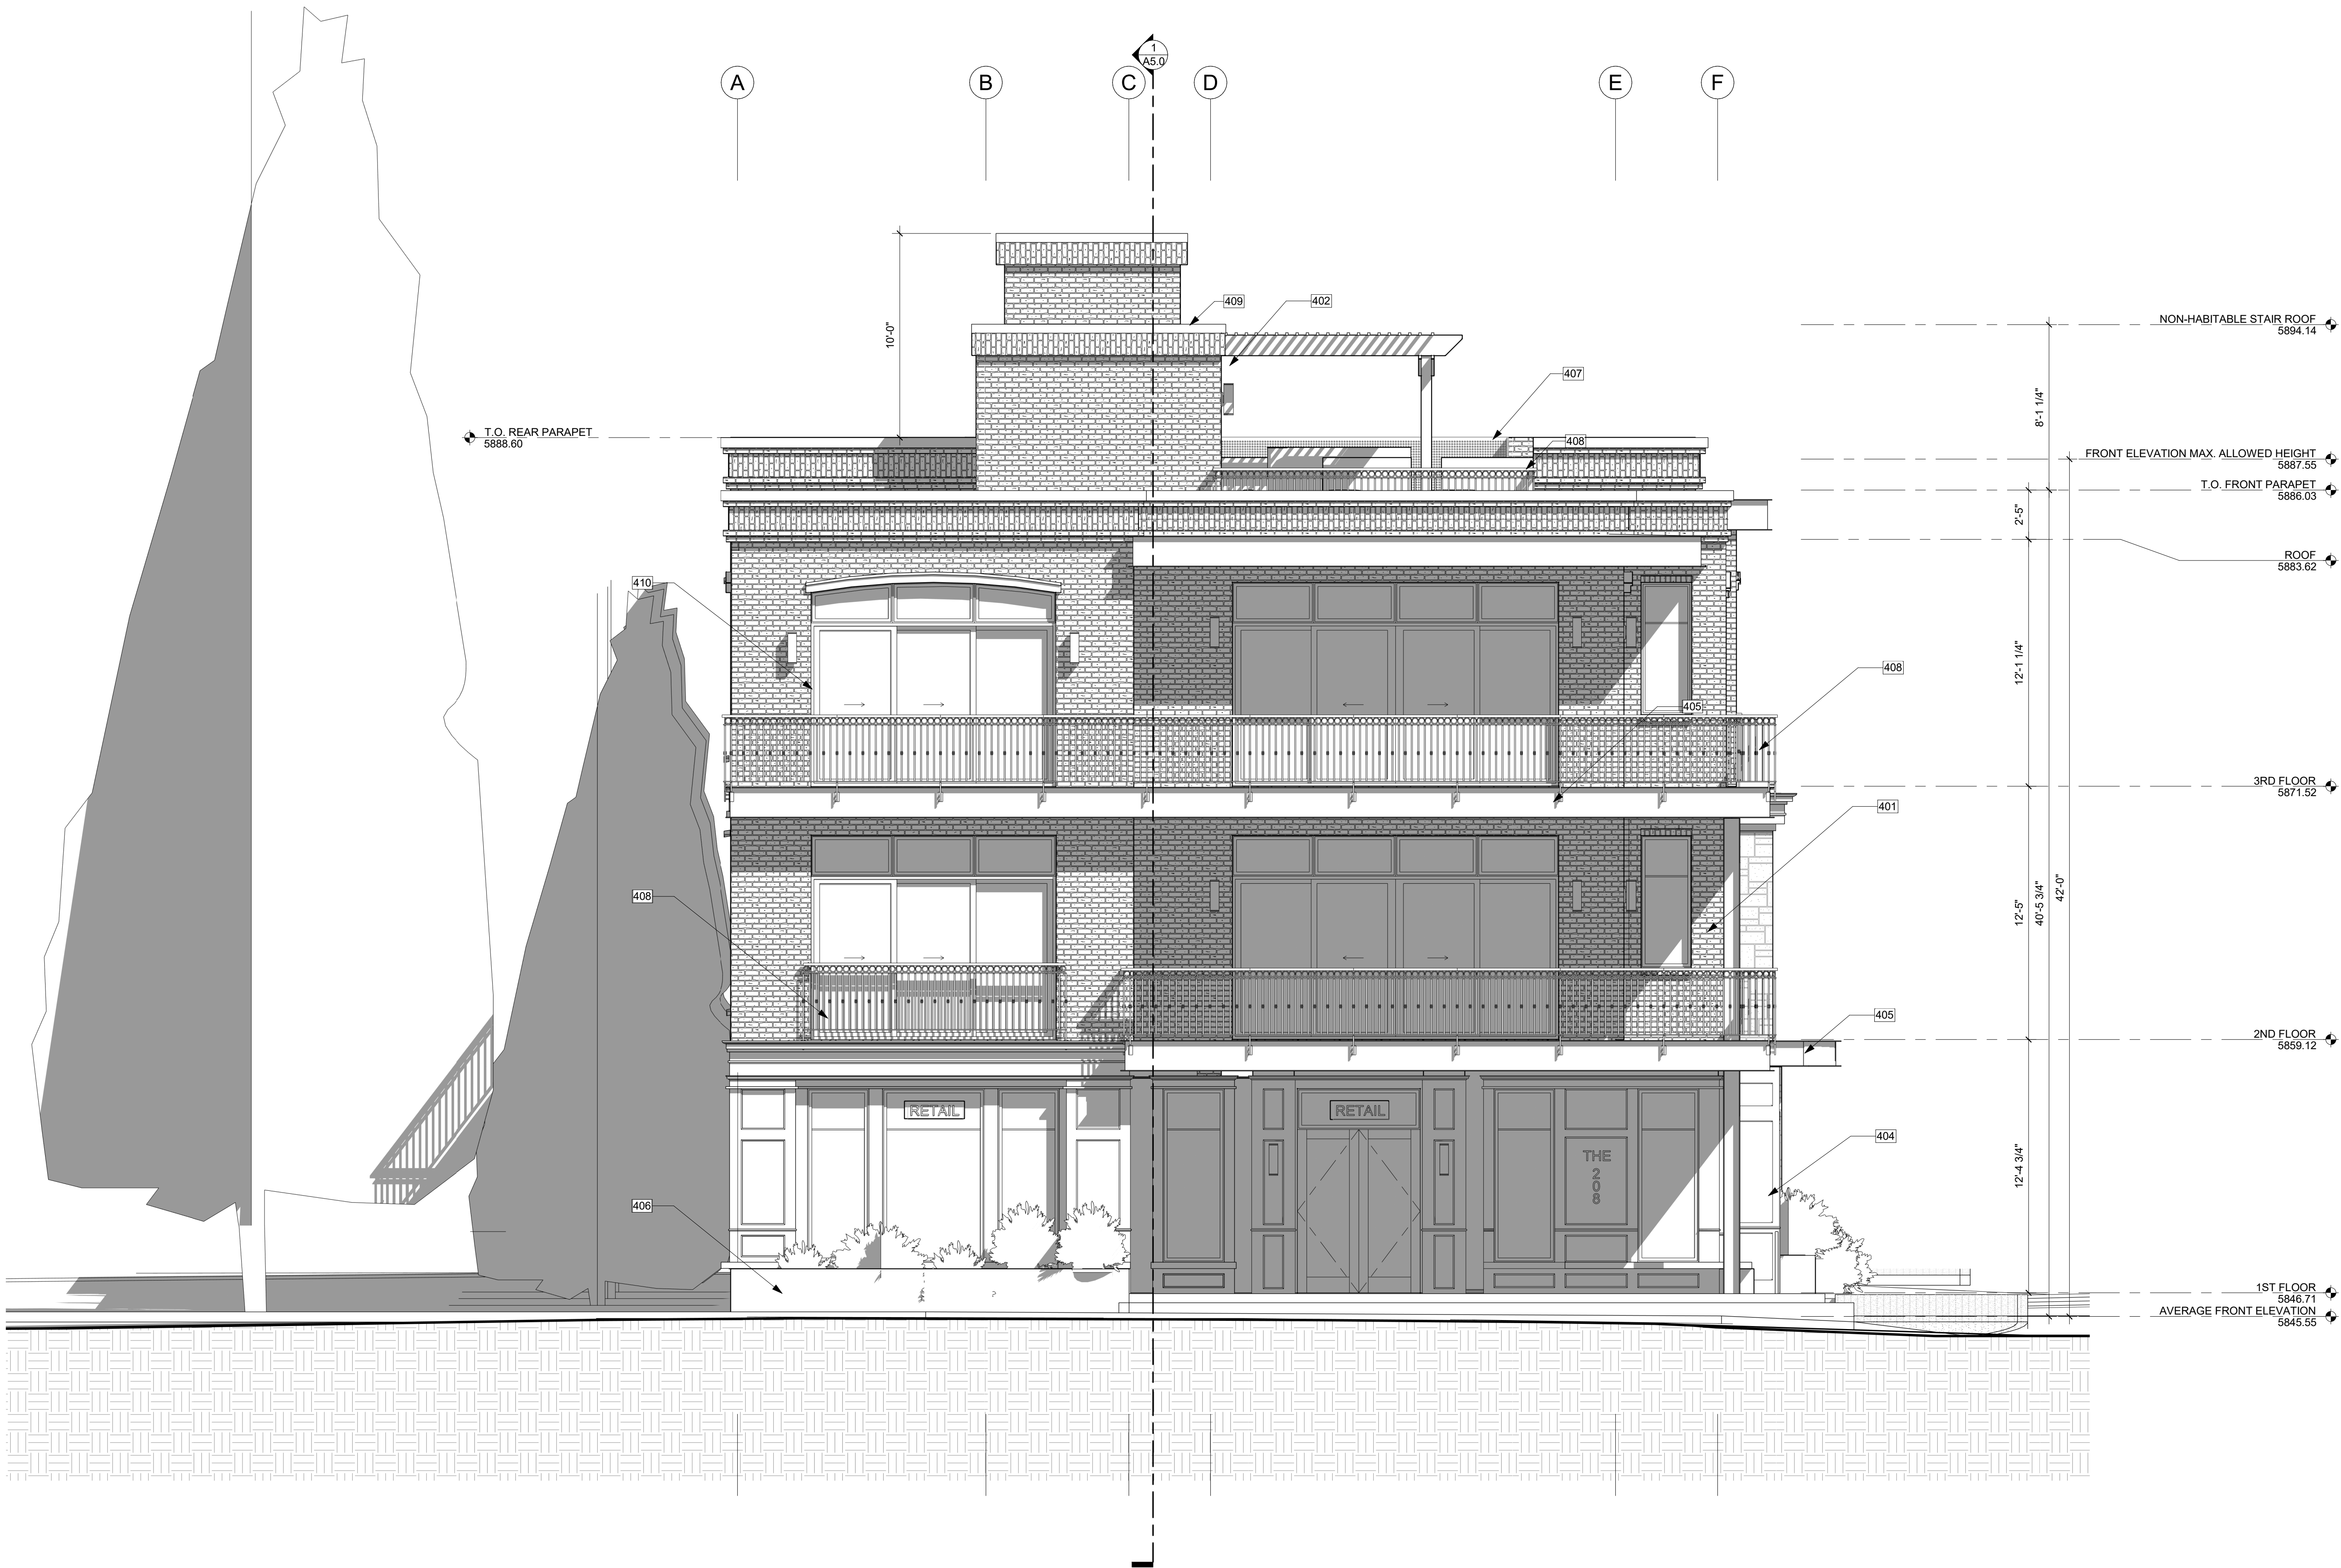 1
A5.0
A
B
C
D
E
F
409
402
10'-0"
NON-HABITABLE STAIR ROOF
5894.14
407
8'-1 1/4"
T.O. REAR PARAPET
5888.60
408
FRONT ELEVATION MAX. ALLOWED HEIGHT
5887.55
T.O. FRONT PARAPET
5886.03
2'-5"
ROOF
5883.62
410
12'-1 1/4"
408
405
3RD FLOOR
5871.52
401
408
12'-5"
40'-5 3/4"
42'-0"
405
2ND FLOOR
5859.12
RETAIL
RETAIL
404
THE
2
0
8
12'-4 3/4"
406
1ST FLOOR
5846.71
AVERAGE FRONT ELEVATION
5845.55